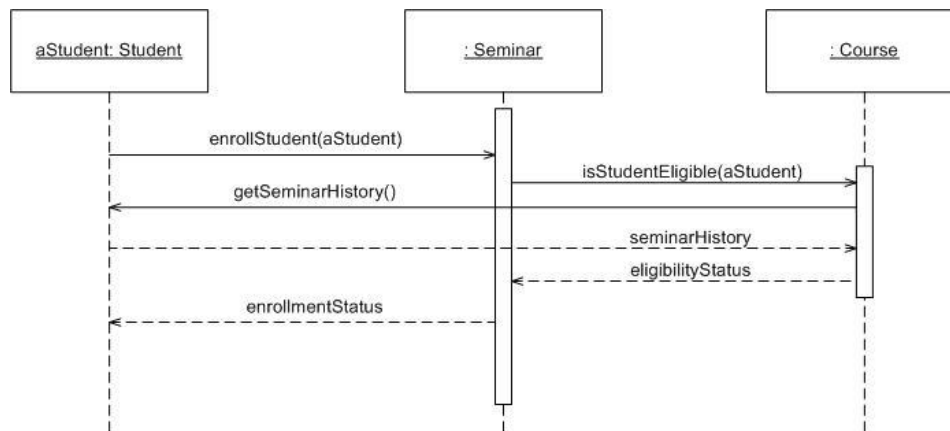 aStudent: Student
: Seminar
: Course
enrollStudent(aStudent)
isStudentEligible(aStudent)
getSeminarHistory()
seminarHistory
eligibilityStatus
enrollmentStatus